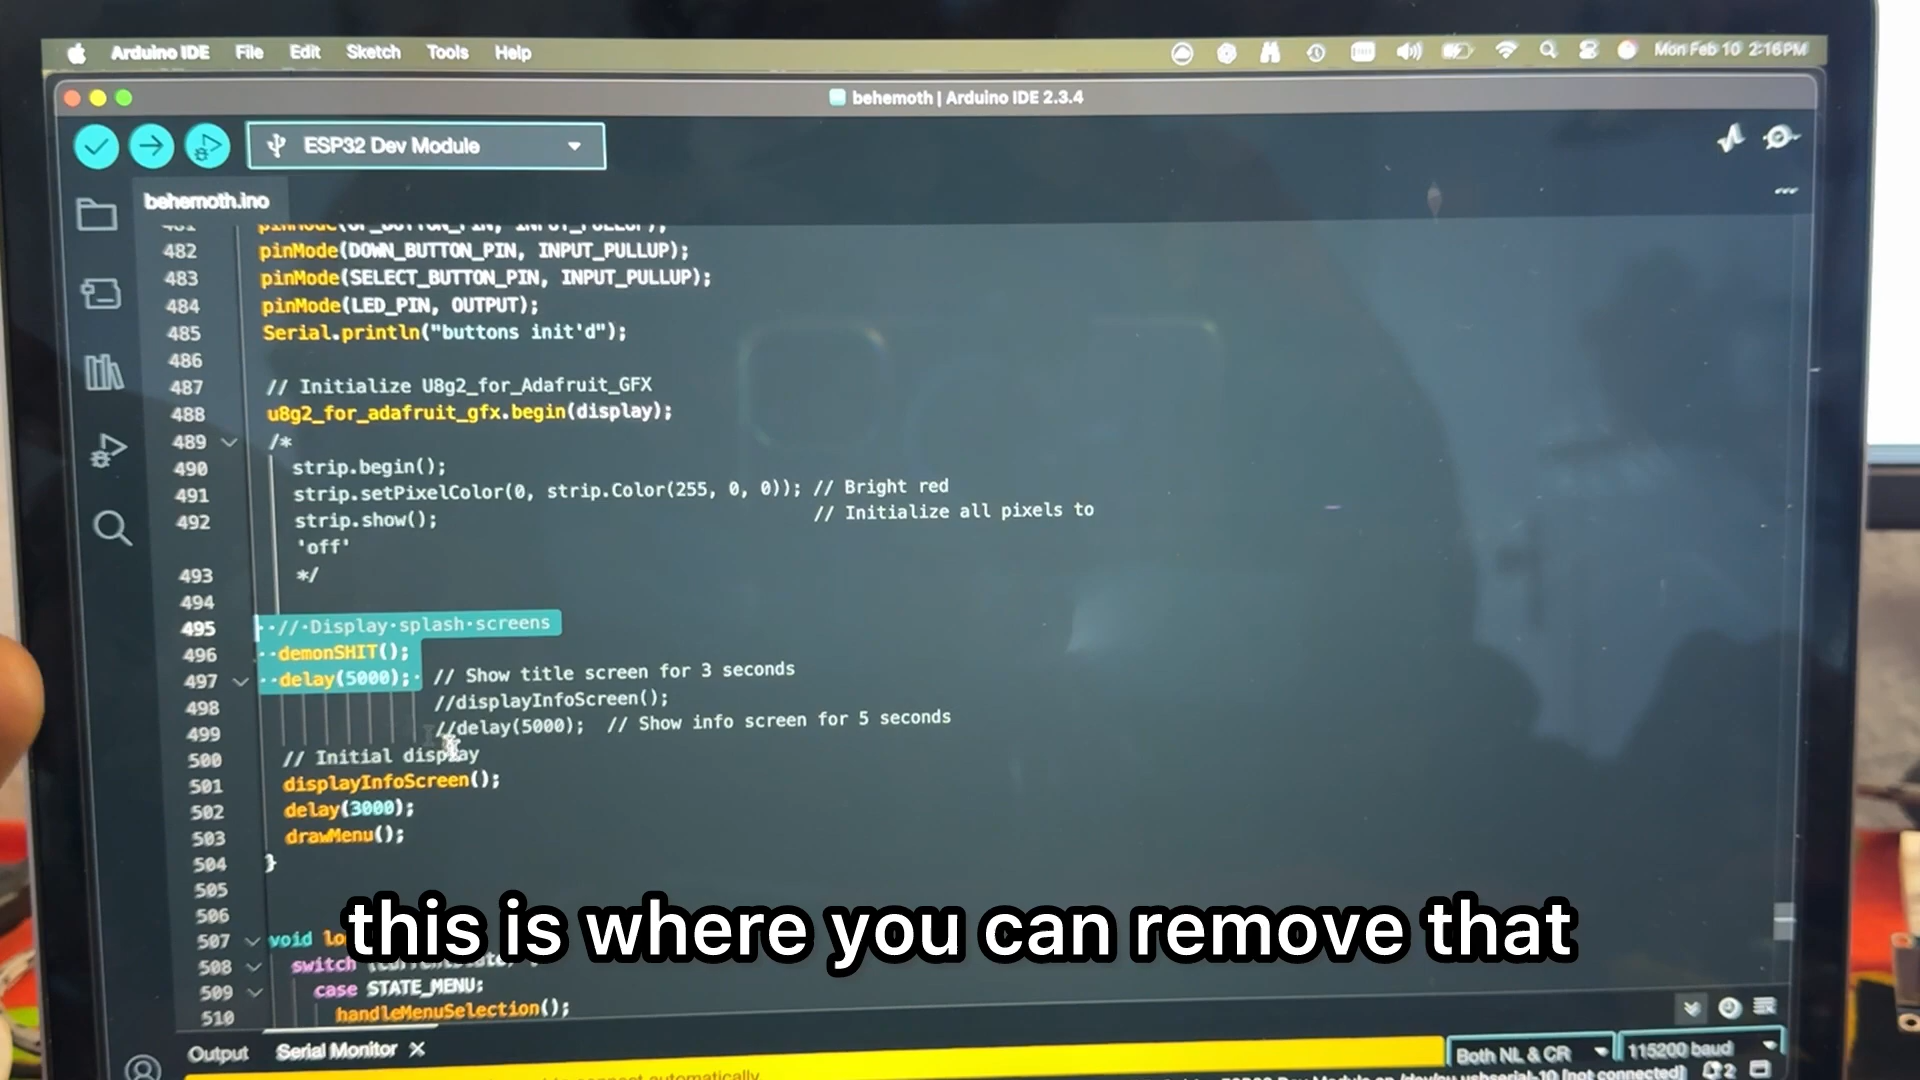 Arduino IDE File Edit Sketch Tools Help Mon Feb 10 2:16PM
behemoth | Arduino IDE 2.3.4
ESP32 Dev Module
behemoth.ino
482 pinMode(DOWN_BUTTON_PIN, INPUT_PULLUP);
483 pinMode(SELECT_BUTTON_PIN, INPUT_PULLUP);
484 pinMode(LED_PIN, OUTPUT);
485 Serial.println("buttons init'd");
486
487 // Initialize U8g2_for_Adafruit_GFX
488 u8g2_for_adafruit_gfx.begin(display);
489 /*
490 strip.begin();
491 strip.setPixelColor(0, strip.Color(255, 0, 0)); // Bright red
492 strip.show(); // Initialize all pixels to
'off'
493 */
494
495 // Display splash screens
496 demonSHIT();
497 delay(5000); // Show title screen for 3 seconds
498 //displayInfoScreen();
499 //delay(5000); // Show info screen for 5 seconds
500 // Initial display
501 displayInfoScreen();
502 delay(3000);
503 drawMenu();
504 }
505
506
507 void
508 switch
509 case STATE_MENU:
510 handleMenuSelection();
this is where you can remove that
Output Serial Monitor X
Both NL & CR 115200 baud
automatically.
[not connected] 2